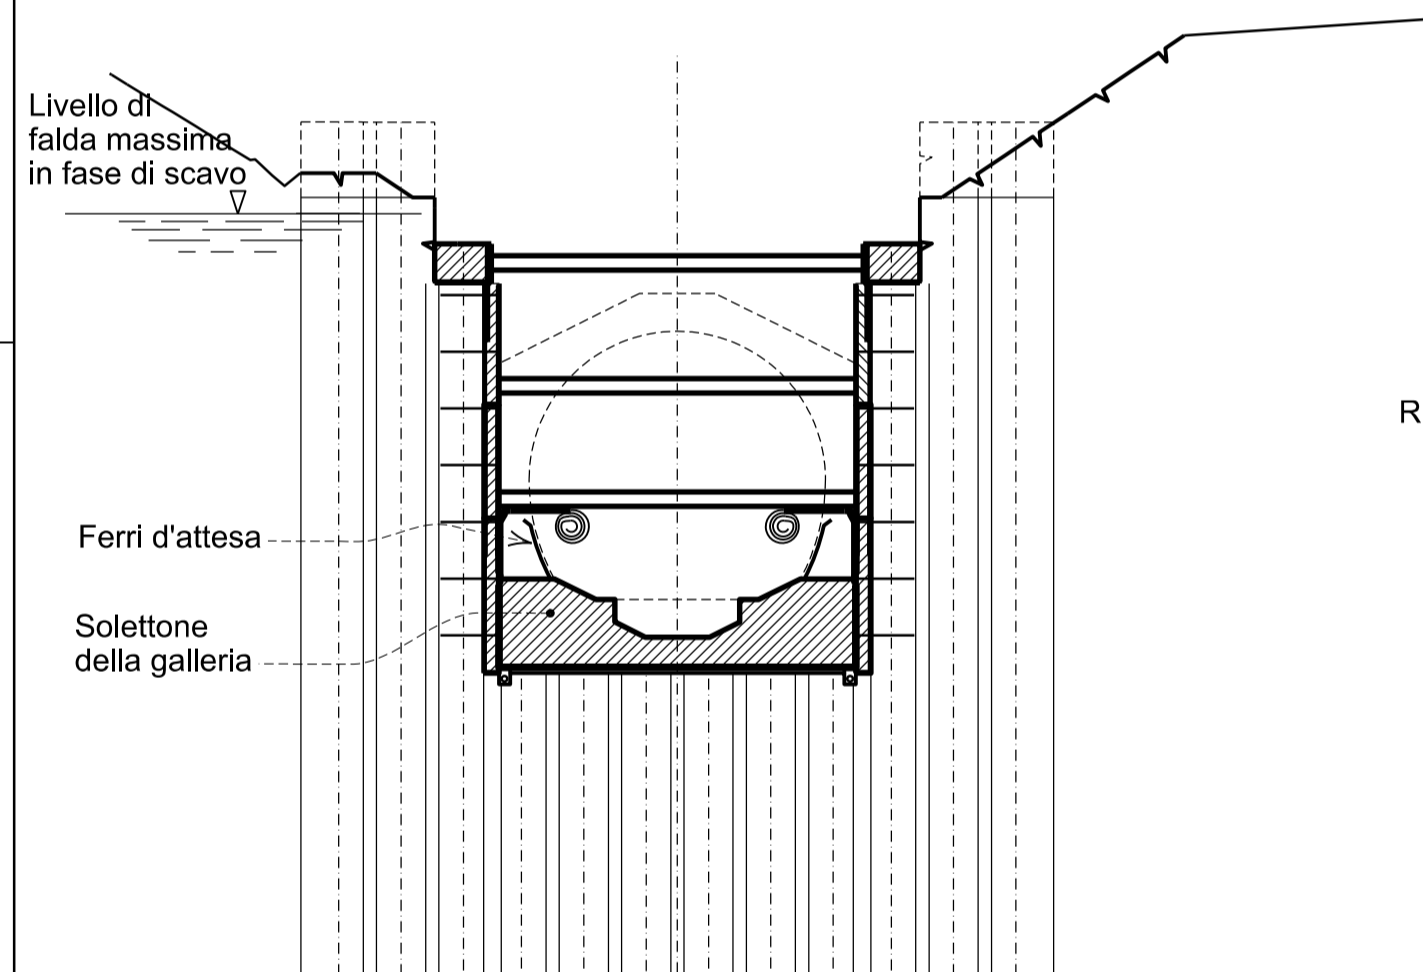 Livello di
falda massima
in fase di scavo
R
Ferri d'attesa
Solettone
della galleria